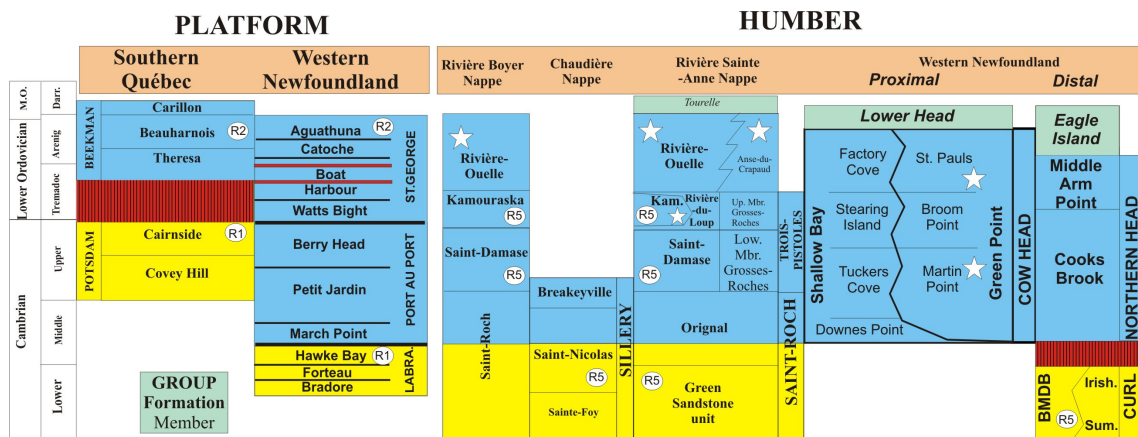 PLATFORM
HUMBER
Southern
Québec
Western
Newfoundland
Rivière Boyer
Nappe
Chaudière
Nappe
Rivière Sainte
-Anne Nappe
Western Newfoundland
Proximal
Distal
M.O.
Darr.
Lower Ordovician
Arenig
Tremadoc
Cambrian
Upper
Middle
Lower
BEEKMAN
Carillon
Beauharnois
R2
Theresa
POTSDAM
Cairnside
R1
Covey Hill
Aguathuna
R2
Catoche
Boat
Harbour
Watts Bight
ST.GEORGE
Berry Head
Petit Jardin
March Point
PORT AU PORT
Hawke Bay
R1
Forteau
Bradore
LABRA.
GROUP
Formation
Member
Rivière-
Ouelle
Kamouraska
R5
Saint-Damase
R5
Saint-Roch
Breakeyville
Saint-Nicolas
R5
Sainte-Foy
SILLERY
Tourelle
Rivière-
Ouelle
Anse-du-
Crapaud
Kam.
R5
Rivière
-du-
Loup
Up. Mbr.
Grosses-
Roches
Saint-
Damase
R5
Low.
Mbr.
Grosses-
Roches
TROIS-
PISTOLES
Orignal
R5
Green
Sandstone
unit
SAINT-ROCH
Lower Head
Shallow Bay
Factory
Cove
St. Pauls
Stearing
Island
Broom
Point
Tuckers
Cove
Martin
Point
Downes Point
Green Point
COW HEAD
Eagle
Island
Middle
Arm
Point
Cooks
Brook
NORTHERN HEAD
BMDB
R5
Irish.
Sum.
CURL